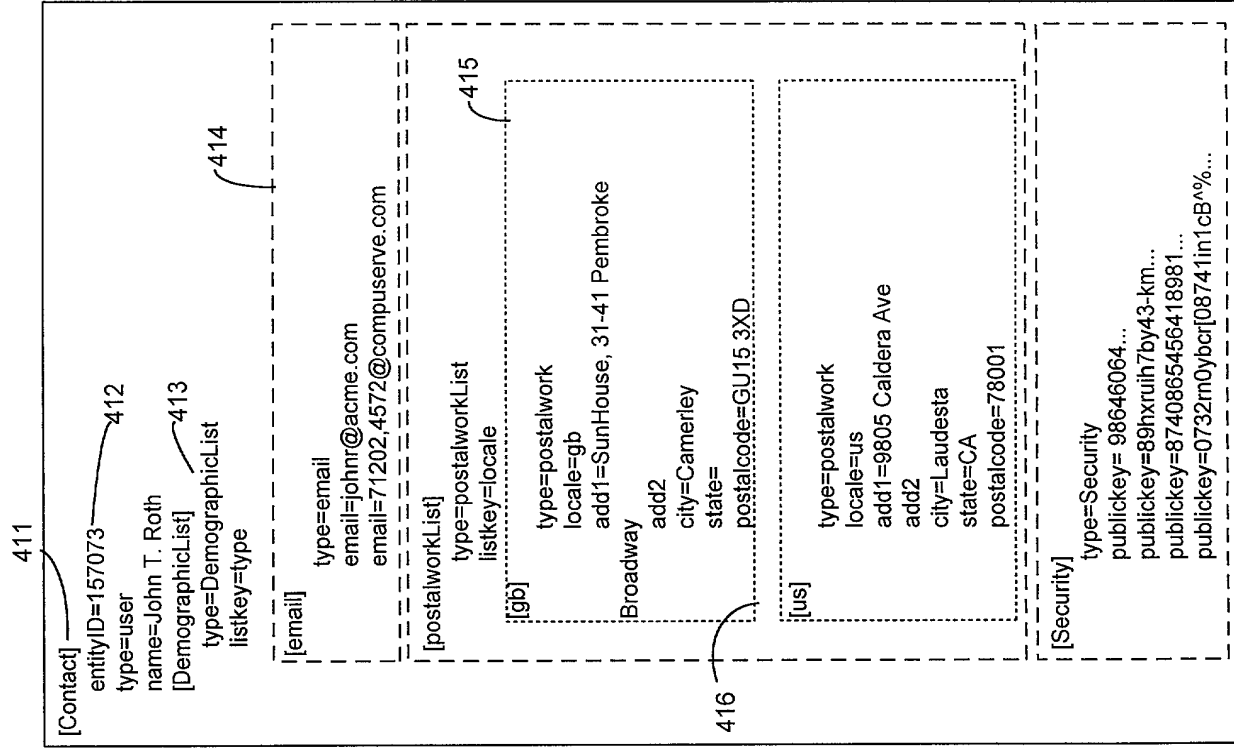 411
[Contact]
entityID=157073 412
type=user
name=John T. Roth
[DemographicList] 413
type=DemographicList
listkey=type
414
[email]
type=email
email=johnr@acme.com
email=71202,4572@compuserve.com
[postalworkList]
type=postalworkList
listkey=locale
415
[gb]
type=postalwork
locale=gb
add1=SunHouse, 31-41 Pembroke
Broadway
add2
city=Camerley
state=
postalcode=GU15 3XD
416
[us]
type=postalwork
locale=us
add1=9805 Caldera Ave
add2
city=Laudesta
state=CA
postalcode=78001
[Security]
type=Security
publickey= 98646064...
publickey=89hxruih7by43-km...
publickey=874086545641 8981...
publickey=0732rn0ybcr[08741in1cB^%...